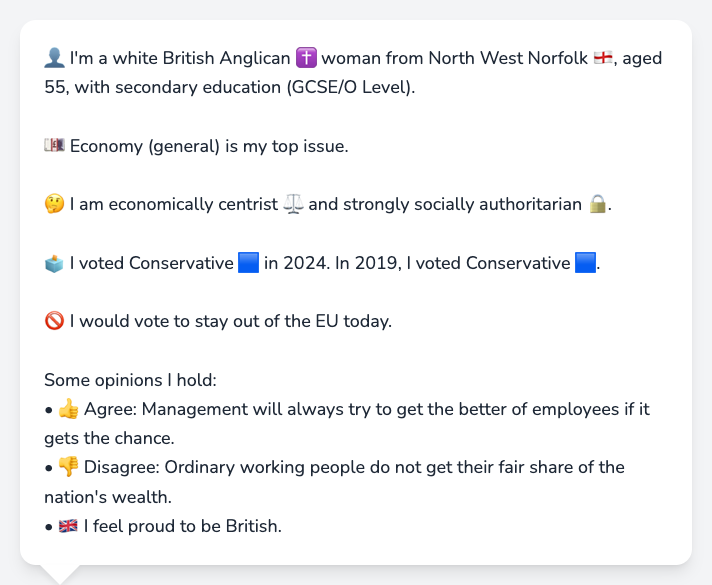 👤 I'm a white British Anglican ✝️ woman from North West Norfolk 🏴󠁧󠁢󠁥󠁮󠁧󠁿, aged
55, with secondary education (GCSE/O Level).
💷 Economy (general) is my top issue.
🤔 I am economically centrist ⚖️ and strongly socially authoritarian 🔒.
🗳️ I voted Conservative 🟦 in 2024. In 2019, I voted Conservative 🟦.
🚫 I would vote to stay out of the EU today.
Some opinions I hold:
• 👍 Agree: Management will always try to get the better of employees if it
gets the chance.
• 👎 Disagree: Ordinary working people do not get their fair share of the
nation's wealth.
• 🇬🇧 I feel proud to be British.